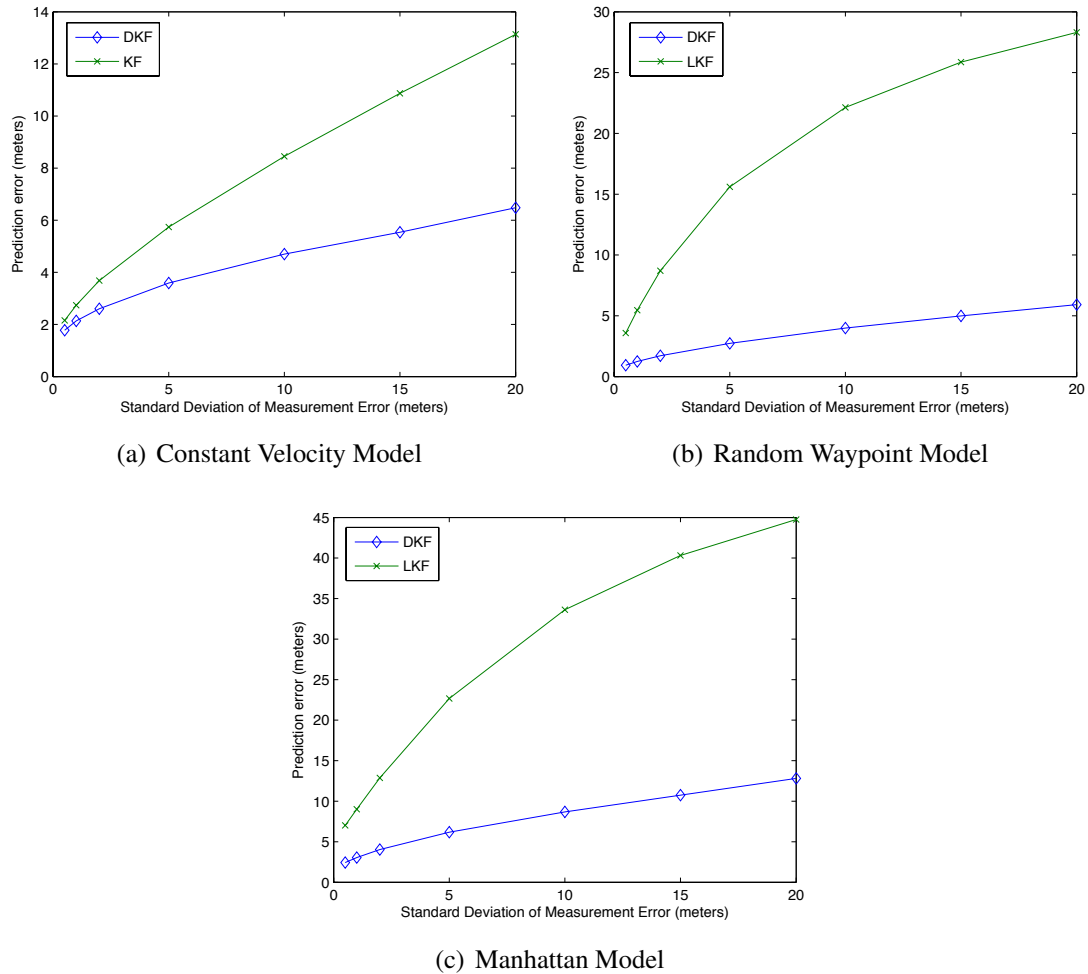 14
12
10
8
6
4
2
0
Prediction error (meters)
DKF
KF
0 5 10 15 20
Standard Deviation of Measurement Error (meters)
(a) Constant Velocity Model
30
25
20
15
10
5
0
Prediction error (meters)
DKF
LKF
0 5 10 15 20
Standard Deviation of Measurement Error (meters)
(b) Random Waypoint Model
45
40
35
30
25
20
15
10
5
0
Prediction error (meters)
DKF
LKF
0 5 10 15 20
Standard Deviation of Measurement Error (meters)
(c) Manhattan Model